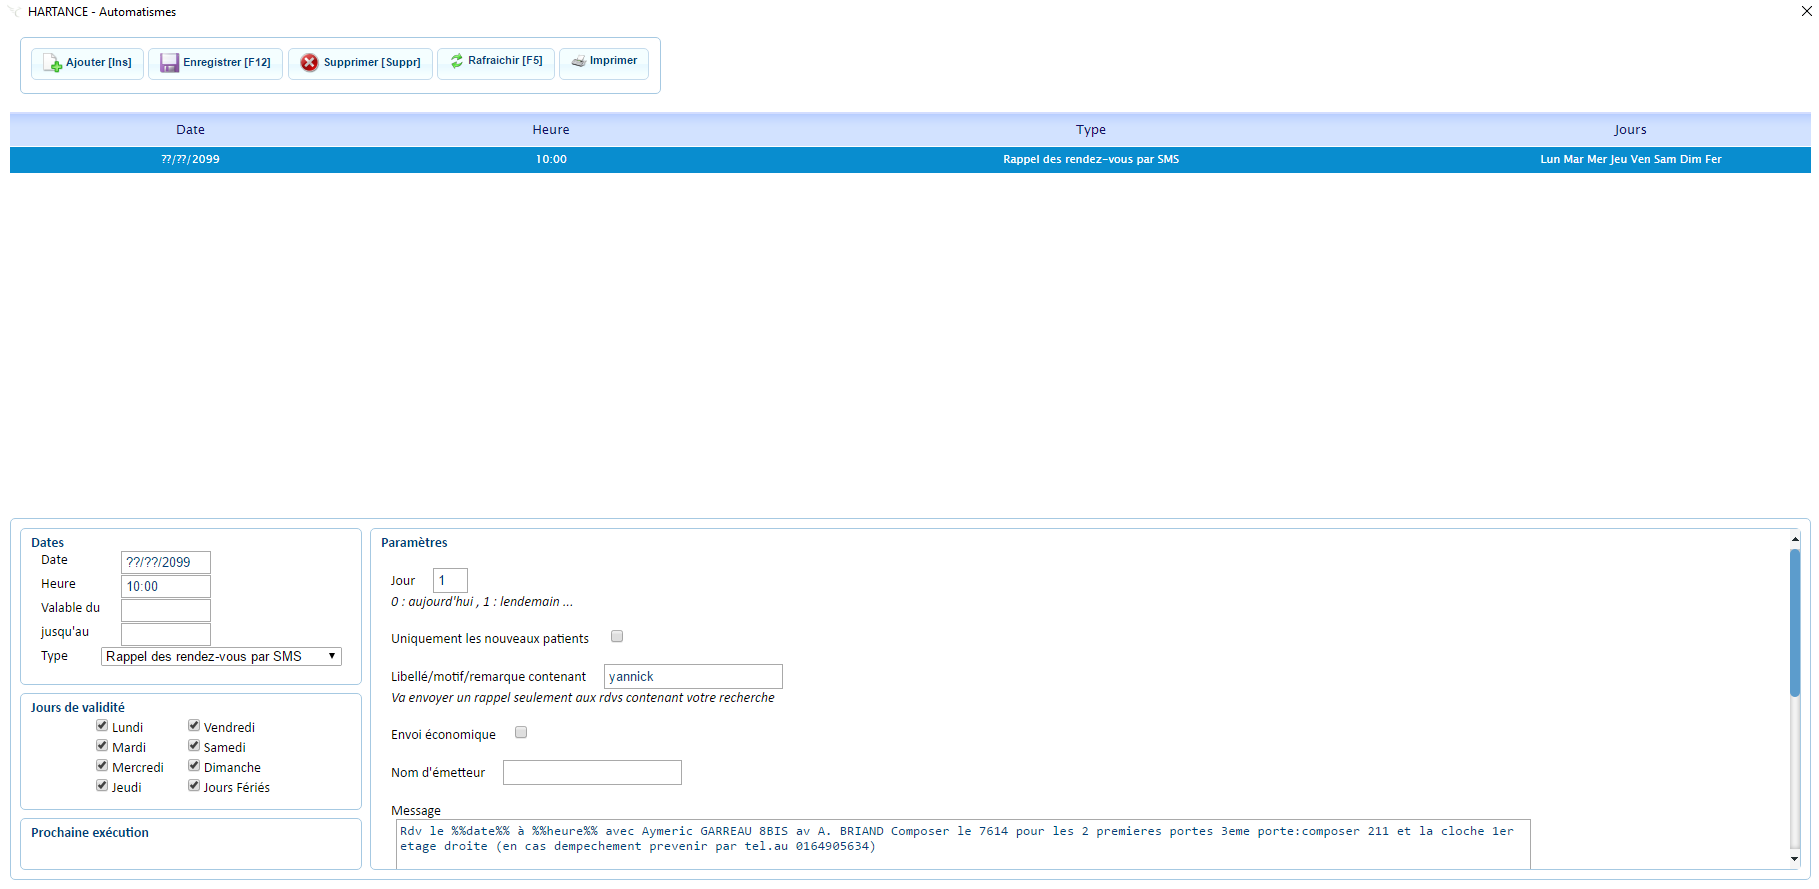 HARTANCE - Automatismes
Ajouter [Ins] Enregistrer [F12] Supprimer [Suppr] Rafraichir [F5] Imprimer
Date Heure Type Jours
??/??/2099 10:00 Rappel des rendez-vous par SMS Lun Mar Mer Jeu Ven Sam Dim Fer
Dates
Date ??/??/2099
Heure 10:00
Valable du
jusqu'au
Type Rappel des rendez-vous par SMS
Jours de validité
Lundi Vendredi
Mardi Samedi
Mercredi Dimanche
Jeudi Jours Fériés
Prochaine exécution
Paramètres
Jour 1
0 : aujourd'hui , 1 : lendemain ...
Uniquement les nouveaux patients
Libellé/motif/remarque contenant yannick
Va envoyer un rappel seulement aux rdvs contenant votre recherche
Envoi économique
Nom d'émetteur
Message
Rdv le %%date%% à %%heure%% avec Aymeric GARREAU 8BIS av A. BRIAND Composer le 7614 pour les 2 premieres portes 3eme porte:composer 211 et la cloche 1er
etage droite (en cas dempechement prevenir par tel.au 0164905634)